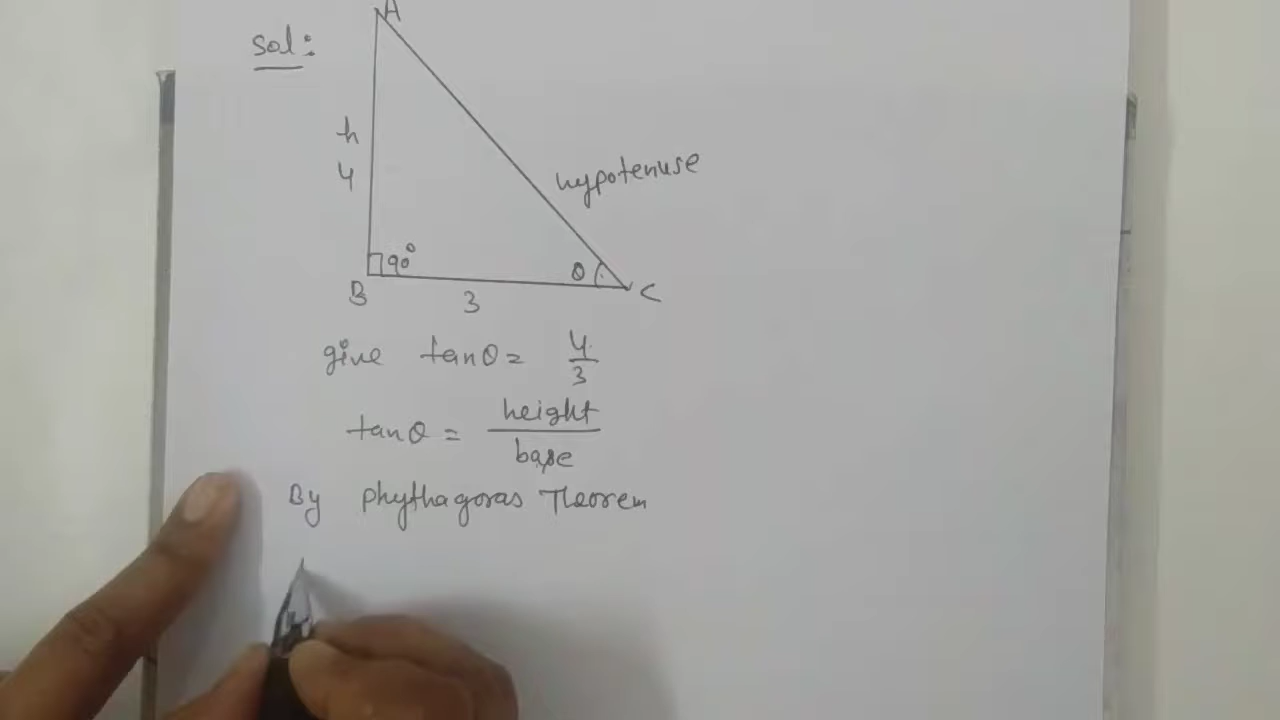 Sol:
A
h
4
hypotenuse
90°
θ
B
3
C
give tanθ = 4/3
tanθ = height/base
By Phythagoras Theorem